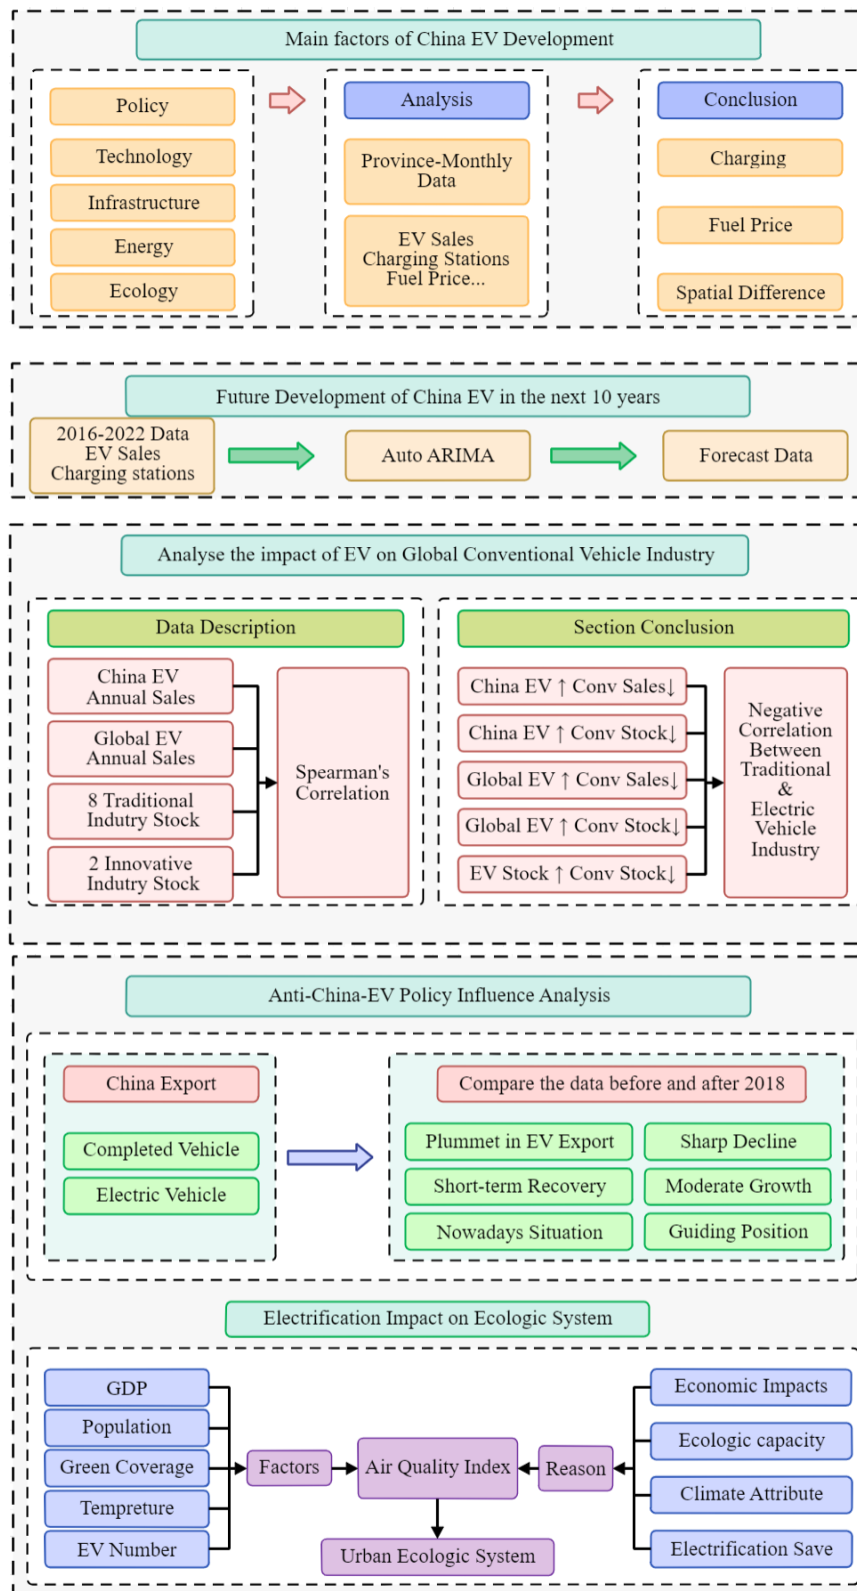 Main factors of China EV Development
Policy
Technology
Infrastructure
Energy
Ecology
Analysis
Province-Monthly
Data
EV Sales
Charging Stations
Fuel Price...
Conclusion
Charging
Fuel Price
Spatial Difference
Future Development of China EV in the next 10 years
2016-2022 Data
EV Sales
Charging stations
Auto ARIMA
Forecast Data
Analyse the impact of EV on Global Conventional Vehicle Industry
Data Description
China EV
Annual Sales
Global EV
Annual Sales
8 Traditional
Indutry Stock
2 Innovative
Indutry Stock
Spearman's
Correlation
Section Conclusion
China EV ↑ Conv Sales↓
China EV ↑ Conv Stock↓
Global EV ↑ Conv Sales↓
Global EV ↑ Conv Stock↓
EV Stock ↑ Conv Stock↓
Negative
Correlation
Between
Traditional
&
Electric
Vehicle
Industry
Anti-China-EV Policy Influence Analysis
China Export
Completed Vehicle
Electric Vehicle
Compare the data before and after 2018
Plummet in EV Export
Sharp Decline
Short-term Recovery
Moderate Growth
Nowadays Situation
Guiding Position
Electrification Impact on Ecologic System
GDP
Population
Green Coverage
Tempreture
EV Number
Factors
Air Quality Index
Urban Ecologic System
Reason
Economic Impacts
Ecologic capacity
Climate Attribute
Electrification Save